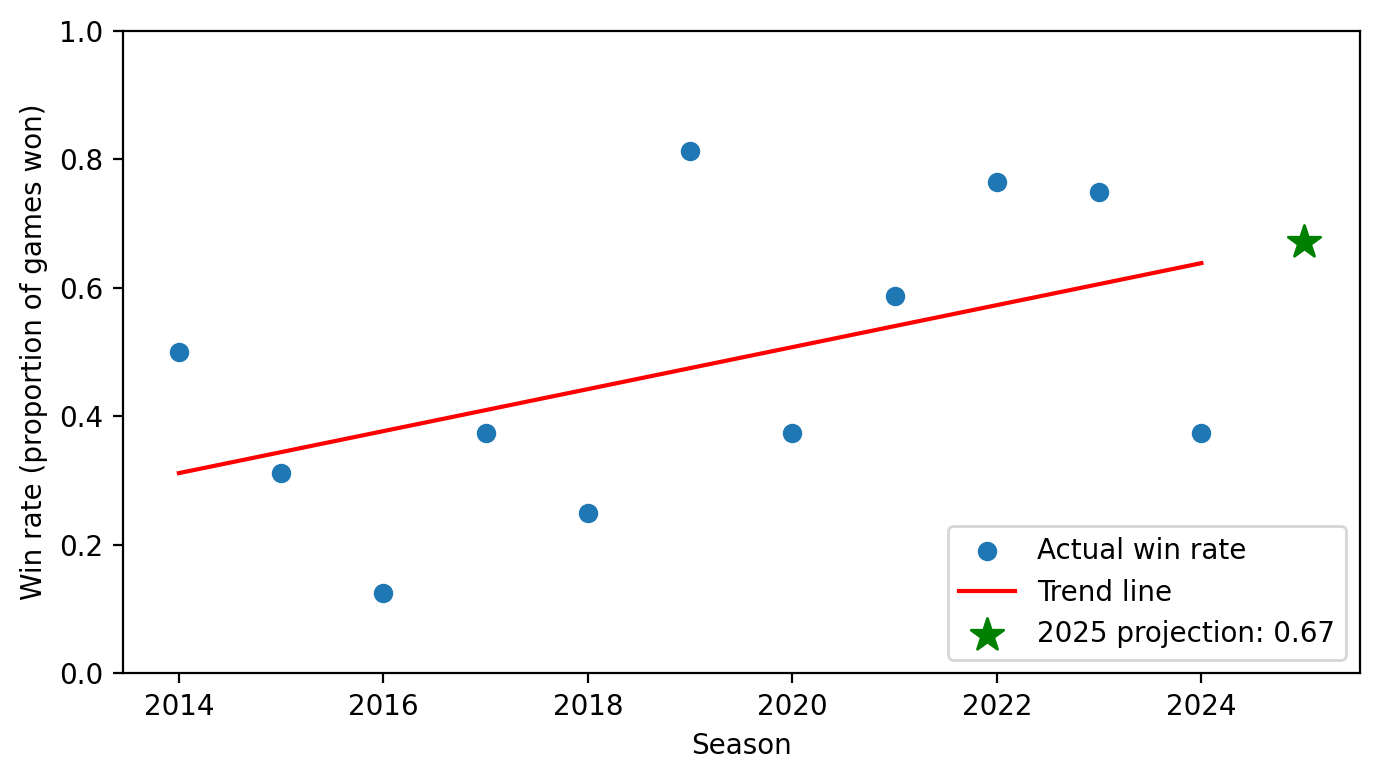 1.0
0.8
0.6
0.4
0.2
0.0
Win rate (proportion of games won)
2014 2016 2018 2020 2022 2024
Season
Actual win rate
Trend line
2025 projection: 0.67